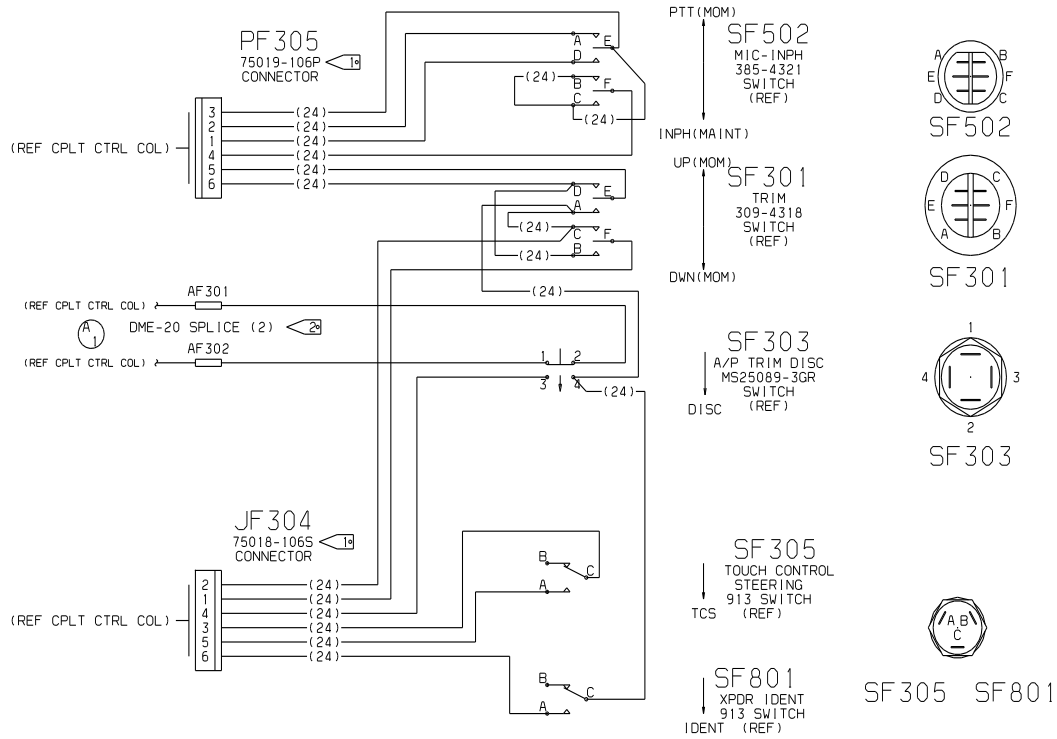 PTT(MOM)
PF305
75019-106P
CONNECTOR
1
A
E
D
B
F
C
(24)
(24)
SF502
MIC-INPH
385-4321
SWITCH
(REF)
INPH(MAINT)
A
B
E
F
D
C
SF502
(REF CPLT CTRL COL)
3
(24)
2
(24)
1
(24)
4
(24)
5
(24)
6
(24)
UP(MOM)
SF301
TRIM
309-4318
SWITCH
(REF)
DWN(MOM)
D
E
A
(24)
C
F
(24)
B
(24)
D
C
E
F
A
B
SF301
(REF CPLT CTRL COL)
AF301
A
1
DME-20 SPLICE (2)
2
(REF CPLT CTRL COL)
AF302
1
2
3
4
(24)
SF303
A/P TRIM DISC
MS25089-3GR
SWITCH
(REF)
DISC
1
4
3
2
SF303
JF304
75018-106S
CONNECTOR
1
(REF CPLT CTRL COL)
2
(24)
1
(24)
4
(24)
3
(24)
5
(24)
6
(24)
B
C
A
SF305
TOUCH CONTROL
STEERING
913 SWITCH
(REF)
TCS
B
C
A
SF801
XPDR IDENT
913 SWITCH
(REF)
IDENT
A B
C
SF305 SF801